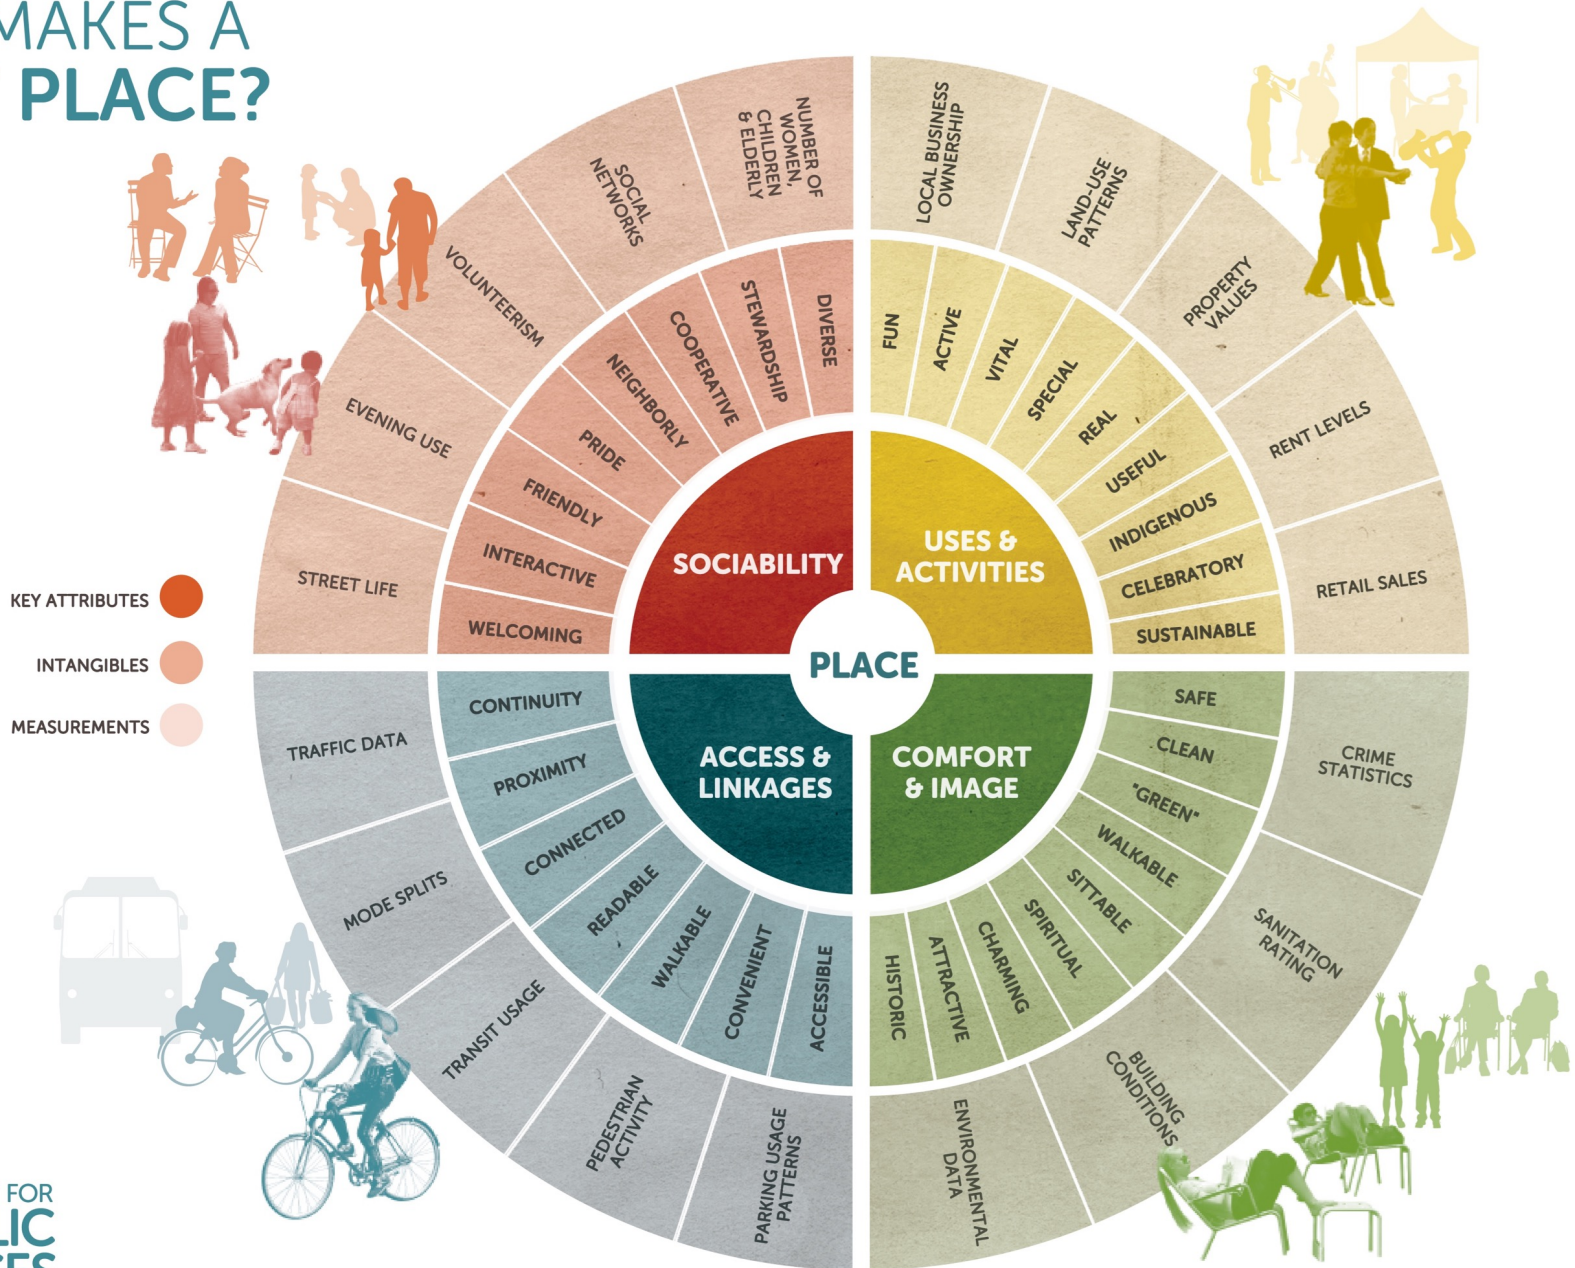 MAKES A
PLACE?
KEY ATTRIBUTES
INTANGIBLES
MEASUREMENTS
PLACE
SOCIABILITY
USES &
ACTIVITIES
ACCESS &
LINKAGES
COMFORT
& IMAGE
WELCOMING
INTERACTIVE
FRIENDLY
PRIDE
NEIGHBORLY
COOPERATIVE
STEWARDSHIP
DIVERSE
STREET LIFE
EVENING USE
VOLUNTEERISM
SOCIAL
NETWORKS
NUMBER OF
WOMEN,
CHILDREN
& ELDERLY
FUN
ACTIVE
VITAL
SPECIAL
REAL
USEFUL
INDIGENOUS
CELEBRATORY
SUSTAINABLE
LOCAL BUSINESS
OWNERSHIP
LAND-USE
PATTERNS
PROPERTY
VALUES
RENT LEVELS
RETAIL SALES
SAFE
CLEAN
"GREEN"
WALKABLE
SITTABLE
SPIRITUAL
CHARMING
ATTRACTIVE
HISTORIC
CRIME
STATISTICS
SANITATION
RATING
BUILDING
CONDITIONS
ENVIRONMENTAL
DATA
CONTINUITY
PROXIMITY
CONNECTED
READABLE
WALKABLE
CONVENIENT
ACCESSIBLE
TRAFFIC DATA
MODE SPLITS
TRANSIT USAGE
PEDESTRIAN
ACTIVITY
PARKING USAGE
PATTERNS
FOR
LIC